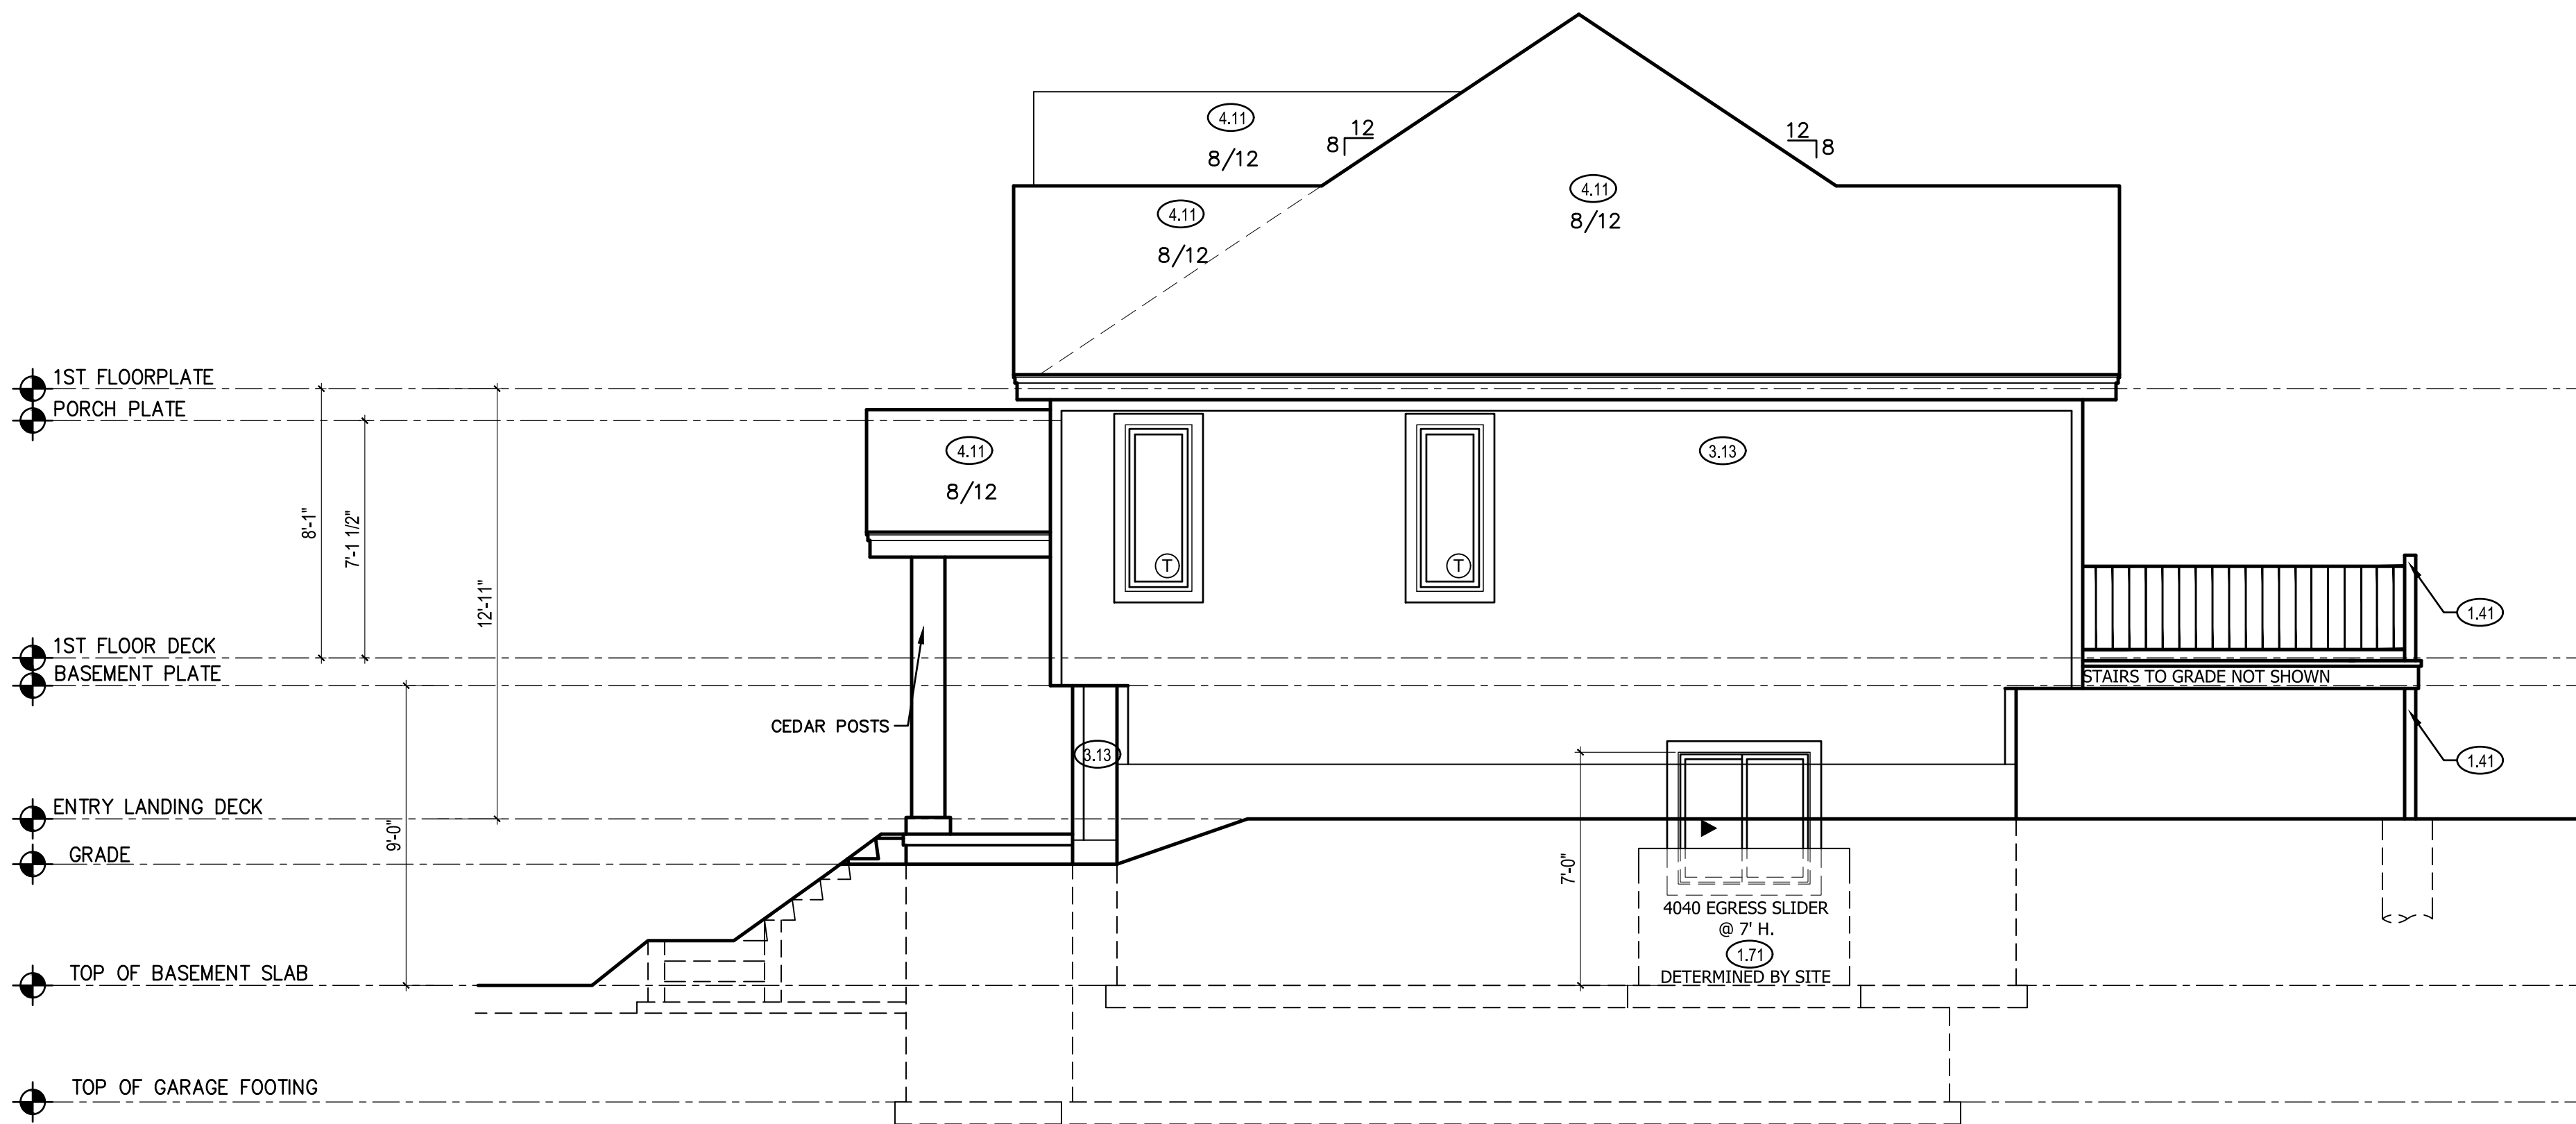 4.11
8/12
12
8
12
8
4.11
8/12
4.11
8/12
1ST FLOORPLATE
PORCH PLATE
4.11
8/12
3.13
8'-1"
7'-1 1/2"
12'-11"
T
T
1.41
1ST FLOOR DECK
BASEMENT PLATE
STAIRS TO GRADE NOT SHOWN
CEDAR POSTS
3.13
1.41
ENTRY LANDING DECK
9'-0"
GRADE
7'-0"
4040 EGRESS SLIDER
@ 7' H.
1.71
DETERMINED BY SITE
TOP OF BASEMENT SLAB
TOP OF GARAGE FOOTING